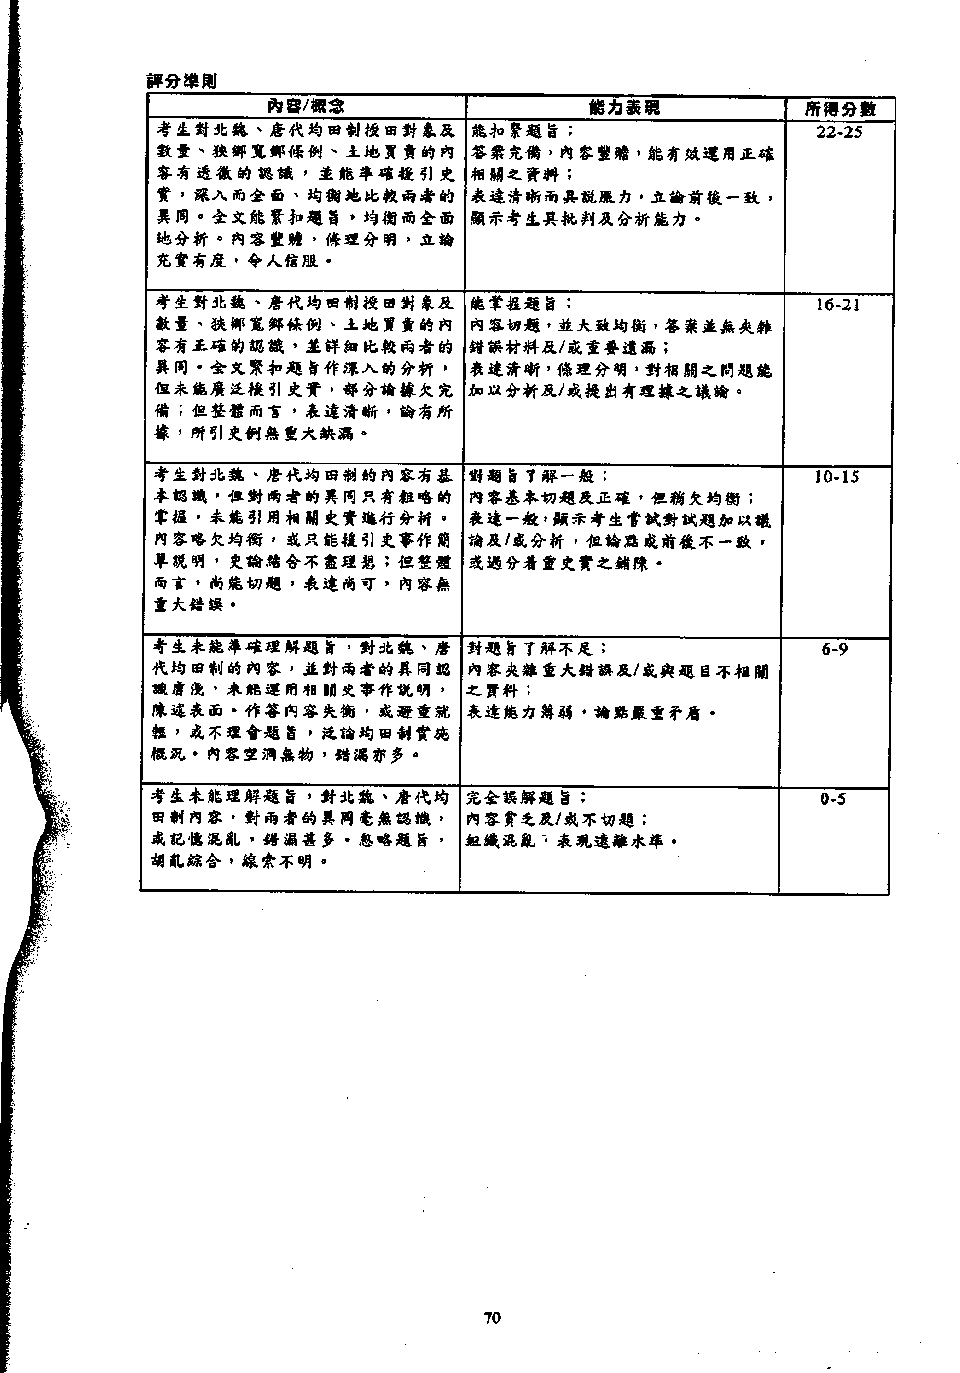 評分準則
內容/概念
能力表現
所得分數
考生對北魏、唐代均田制授田對象及
數量、狹鄉寬鄉條例、土地買賣的內
容有透徹的認識，並能準確援引史
實，深入而全面、均衡地比較兩者的
異同。全文能緊扣題旨，均衡而全面
地分析。內容豐贍，條理分明，立論
充實有度，令人信服。
能扣緊題旨；
答案完備，內容豐贍，能有效運用正確
相關之資料；
表達清晰而具說服力，立論前後一致，
顯示考生具批判及分析能力。
22-25
考生對北魏、唐代均田制授田對象及
數量、狹鄉寬鄉條例、土地買賣的內
容有正確的認識，並詳細比較兩者的
異同。全文緊扣題旨作深入的分析，
但未能廣泛援引史實，部分論據欠完
備；但整體而言，表達清晰，論有所
據，所引史例無重大缺漏。
能掌握題旨；
內容切題，並大致均衡，答案並無夾雜
錯誤材料及/或重要遺漏；
表達清晰，條理分明，對相關之問題能
加以分析及/或提出有理據之議論。
16-21
考生對北魏、唐代均田制的內容有基
本認識，但對兩者的異同只有粗略的
掌握，未能引用相關史實進行分析。
內容略欠均衡，或只能援引史事作簡
單說明，史論結合不盡理想；但整體
而言，尚能切題，表達尚可，內容無
重大錯誤。
對題旨了解一般；
內容基本切題及正確，但稍欠均衡；
表達一般，顯示考生嘗試對試題加以議
論及/或分析，但論點或前後不一致，
或過分着重史實之鋪陳。
10-15
考生未能準確理解題旨，對北魏、唐
代均田制的內容，並對兩者的異同認
識膚淺，未能運用相關史事作說明，
陳述表面。作答內容失衡，或避重就
輕，或不理會題旨，泛論均田制實施
概況。內容空洞無物，錯漏亦多。
對題旨了解不足；
內容夾雜重大錯誤及/或與題目不相關
之資料；
表達能力薄弱，論點嚴重矛盾。
6-9
考生未能理解題旨，對北魏、唐代均
田制內容，對兩者的異同毫無認識，
或記憶混亂，錯漏甚多。忽略題旨，
胡亂綜合，線索不明。
完全誤解題旨；
內容貧乏及/或不切題；
組織混亂，表現遠離水準。
0-5
70